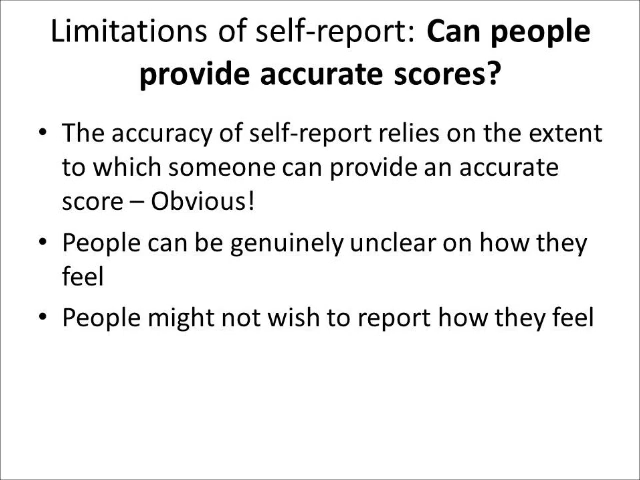 Limitations of self-report: Can people
provide accurate scores?
• The accuracy of self-report relies on the extent
to which someone can provide an accurate
score – Obvious!
• People can be genuinely unclear on how they
feel
• People might not wish to report how they feel